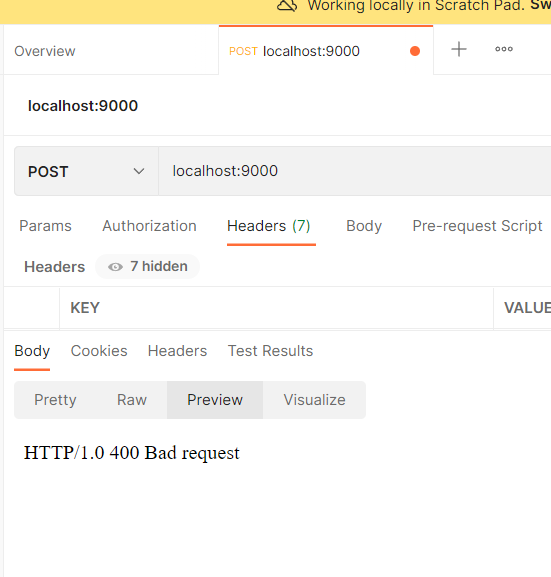 Working locally in Scratch Pad. Sw
Overview
POST localhost:9000
localhost:9000
POST localhost:9000
Params Authorization Headers (7) Body Pre-request Script
Headers 7 hidden
KEY VALUE
Body Cookies Headers Test Results
Pretty Raw Preview Visualize
HTTP/1.0 400 Bad request